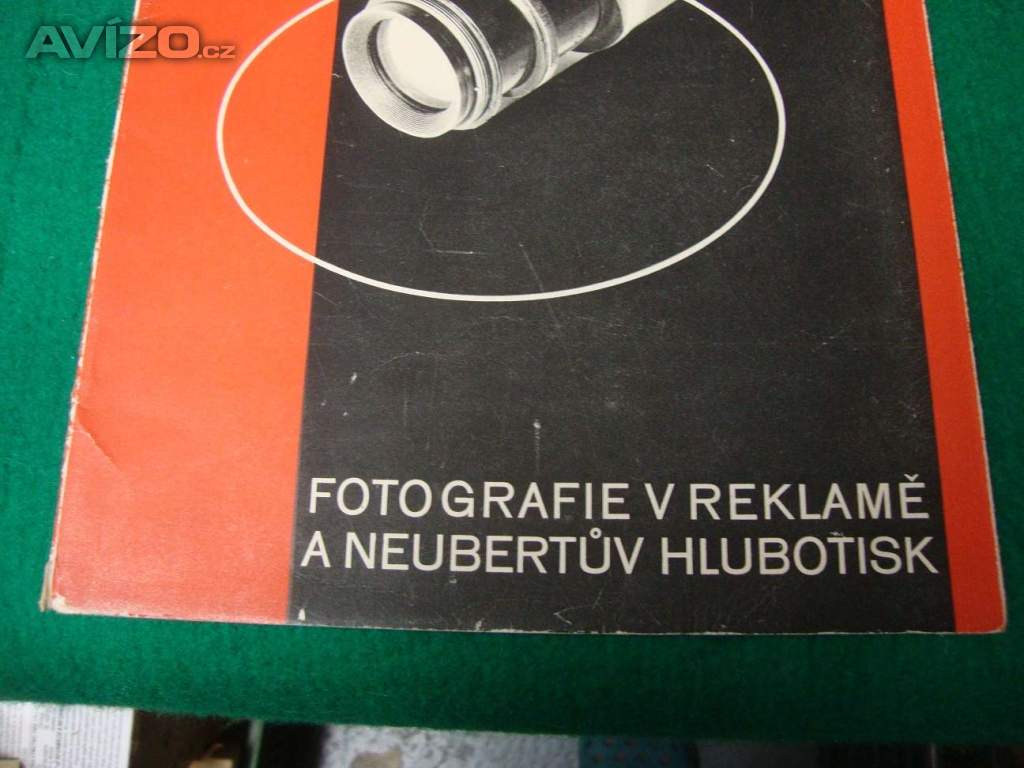 AVÍZO.cz
FOTOGRAFIE V REKLAMĚ
A NEUBERTŮV HLUBOTISK